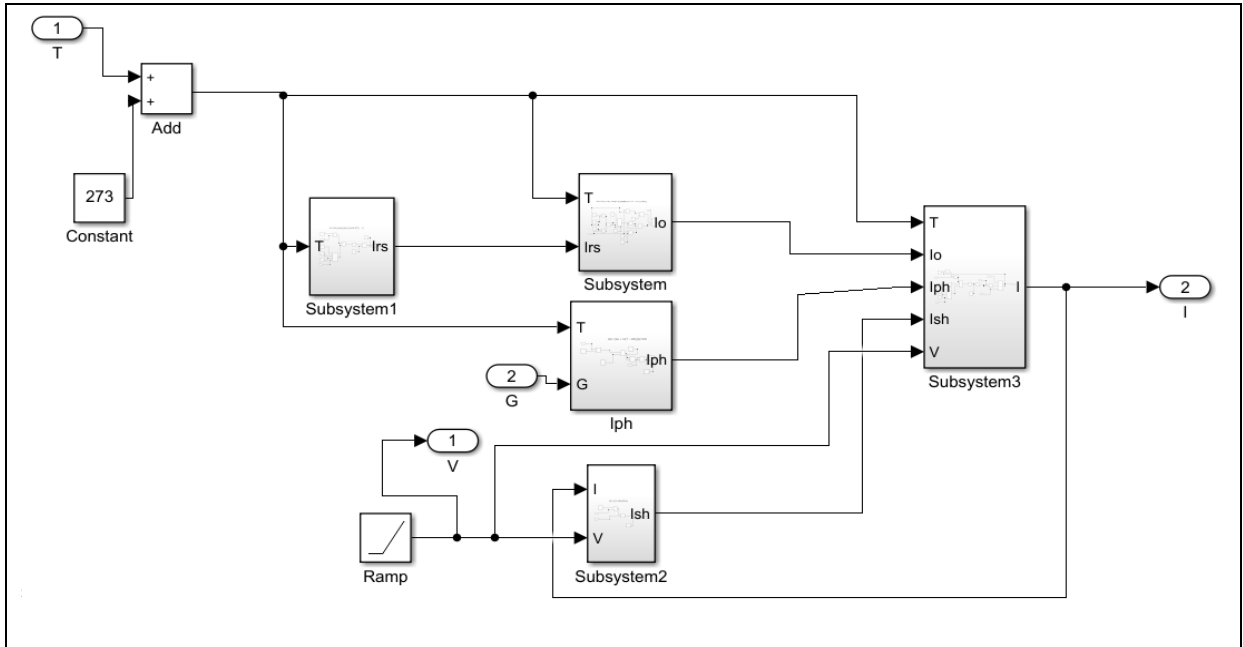 1
T
+
+
Add
273
Constant
T
Irs
Subsystem1
T
Irs
Io
Subsystem
T
G
Iph
Iph
2
G
T
Io
Iph
Ish
V
I
Subsystem3
2
I
1
V
Ramp
I
V
Ish
Subsystem2